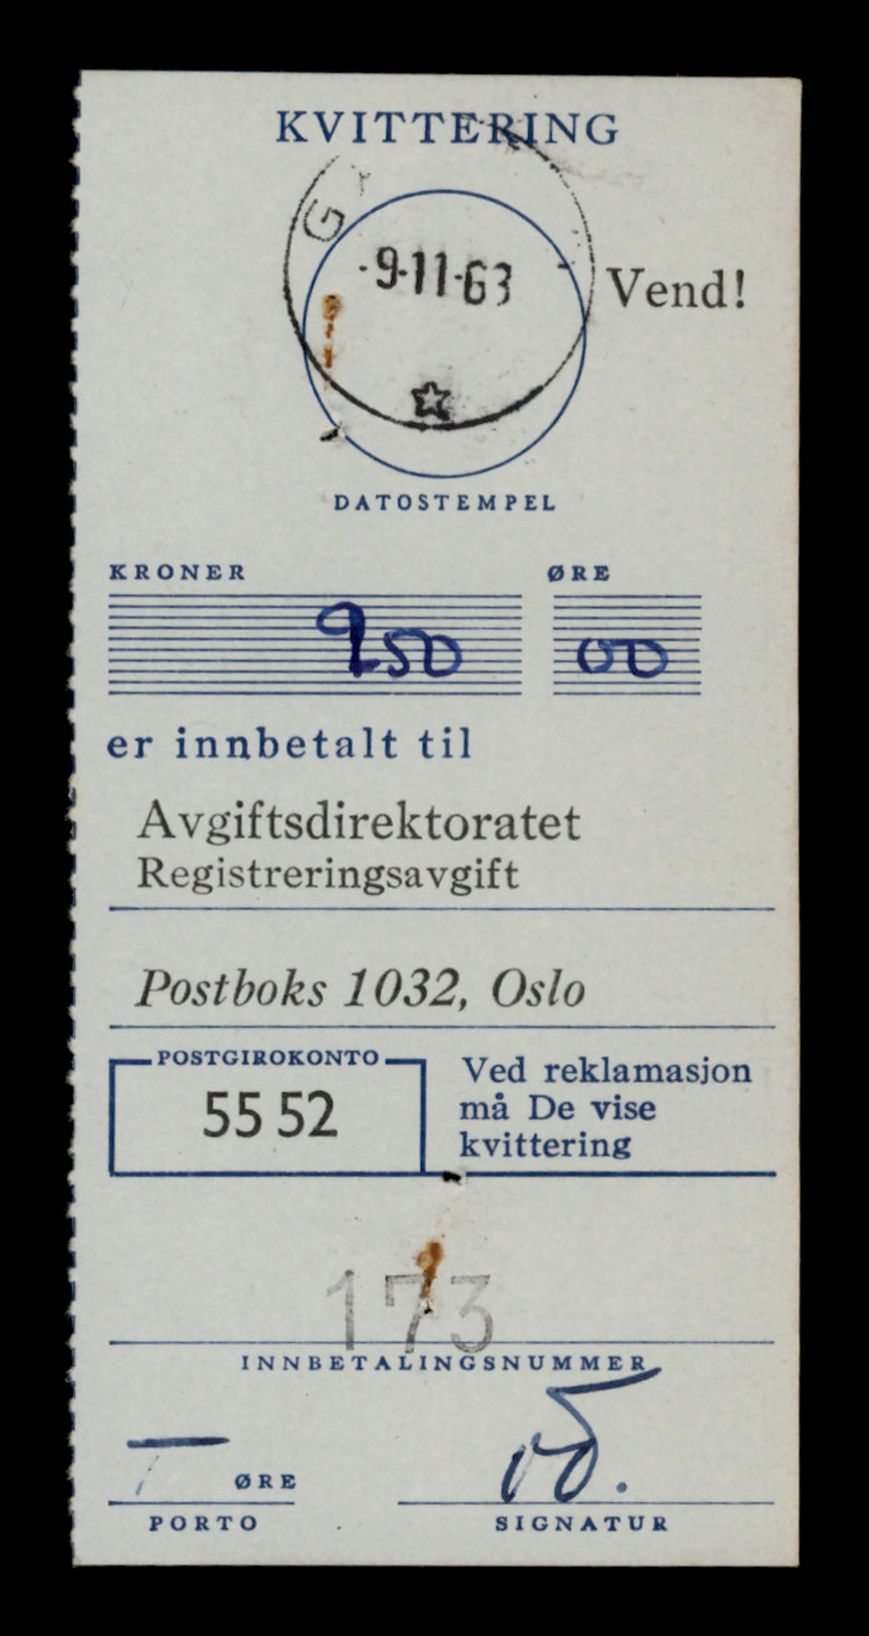 KVITTERING
G
-9-11-63
Vend!
DATOSTEMPEL
KRONER ØRE
950 00
er innbetalt til
Avgiftsdirektoratet
Registreringsavgift
Postboks 1032, Oslo
POSTGIROKONTO
55 52
Ved reklamasjon
må De vise
kvittering
173
INNBETALINGSNUMMER
ØRE
PORTO
SIGNATUR